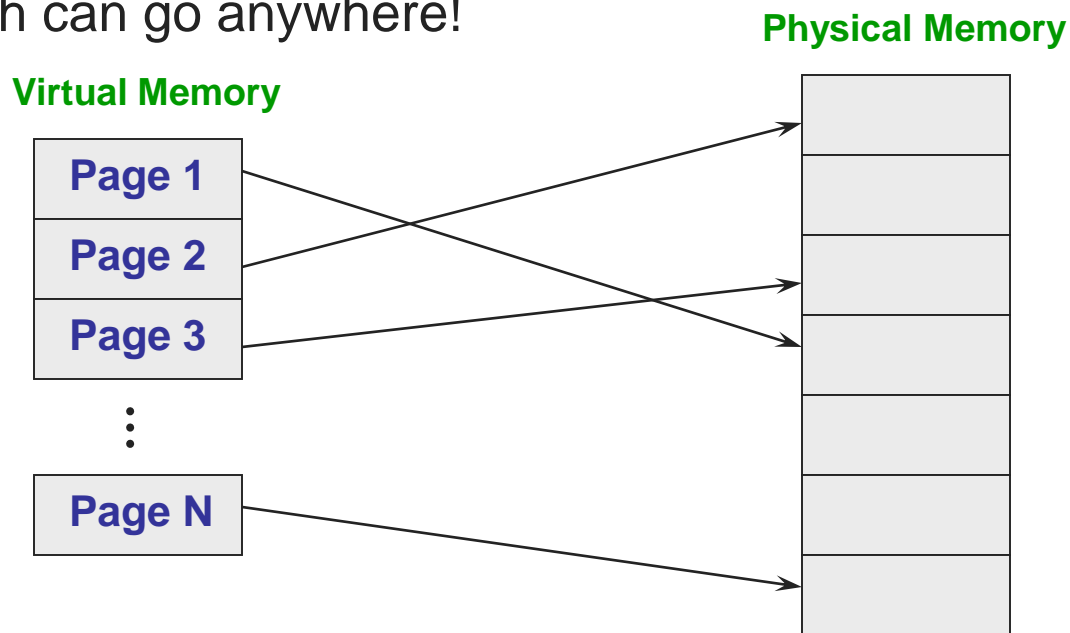 h can go anywhere!
Physical Memory
Virtual Memory
Page 1
Page 2
Page 3
Page N